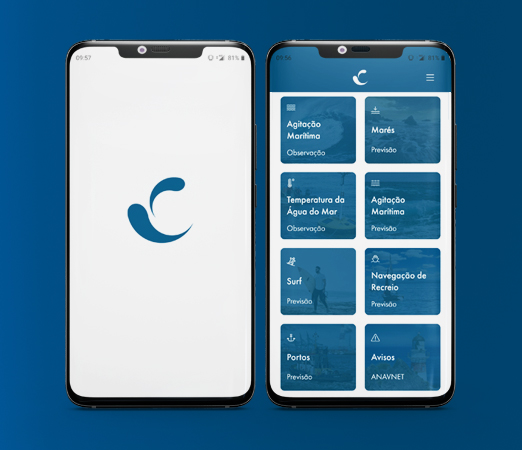 09:57
81%
09:56
81%
Agitação
Marítima
Observação
Marés
Previsão
Temperatura da
Água do Mar
Observação
Agitação
Marítima
Previsão
Surf
Previsão
Navegação de
Recreio
Previsão
Portos
Previsão
Avisos
ANAVNET